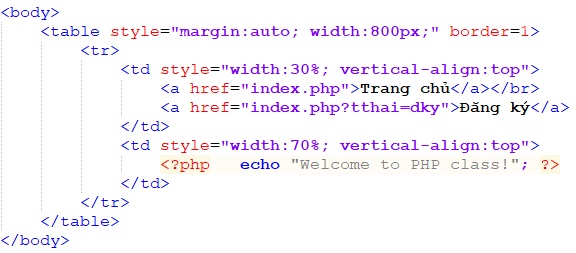 <body>
<table style="margin:auto; width:800px;" border=1>
<tr>
<td style="width:30%; vertical-align:top">
<a href="index.php">Trang chủ</a></br>
<a href="index.php?tthai=dky">Đăng ký</a>
</td>
<td style="width:70%; vertical-align:top">
<?php   echo "Welcome to PHP class!"; ?>
</td>
</tr>
</table>
</body>